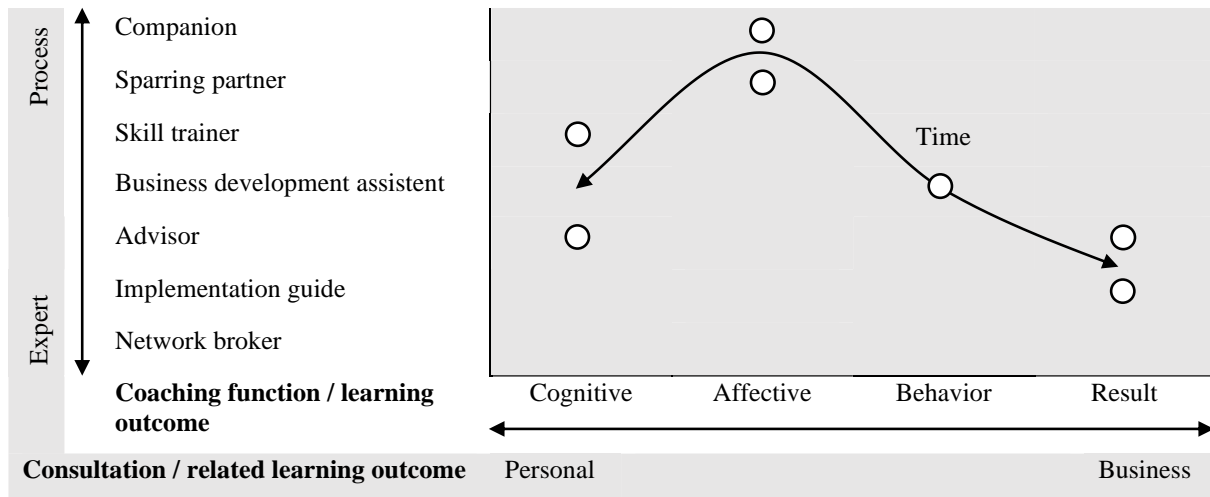 Process
Companion
Sparring partner
Skill trainer
Time
Business development assistent
Advisor
Expert
Implementation guide
Network broker
Coaching function / learning
outcome
Cognitive
Affective
Behavior
Result
Consultation / related learning outcome
Personal
Business